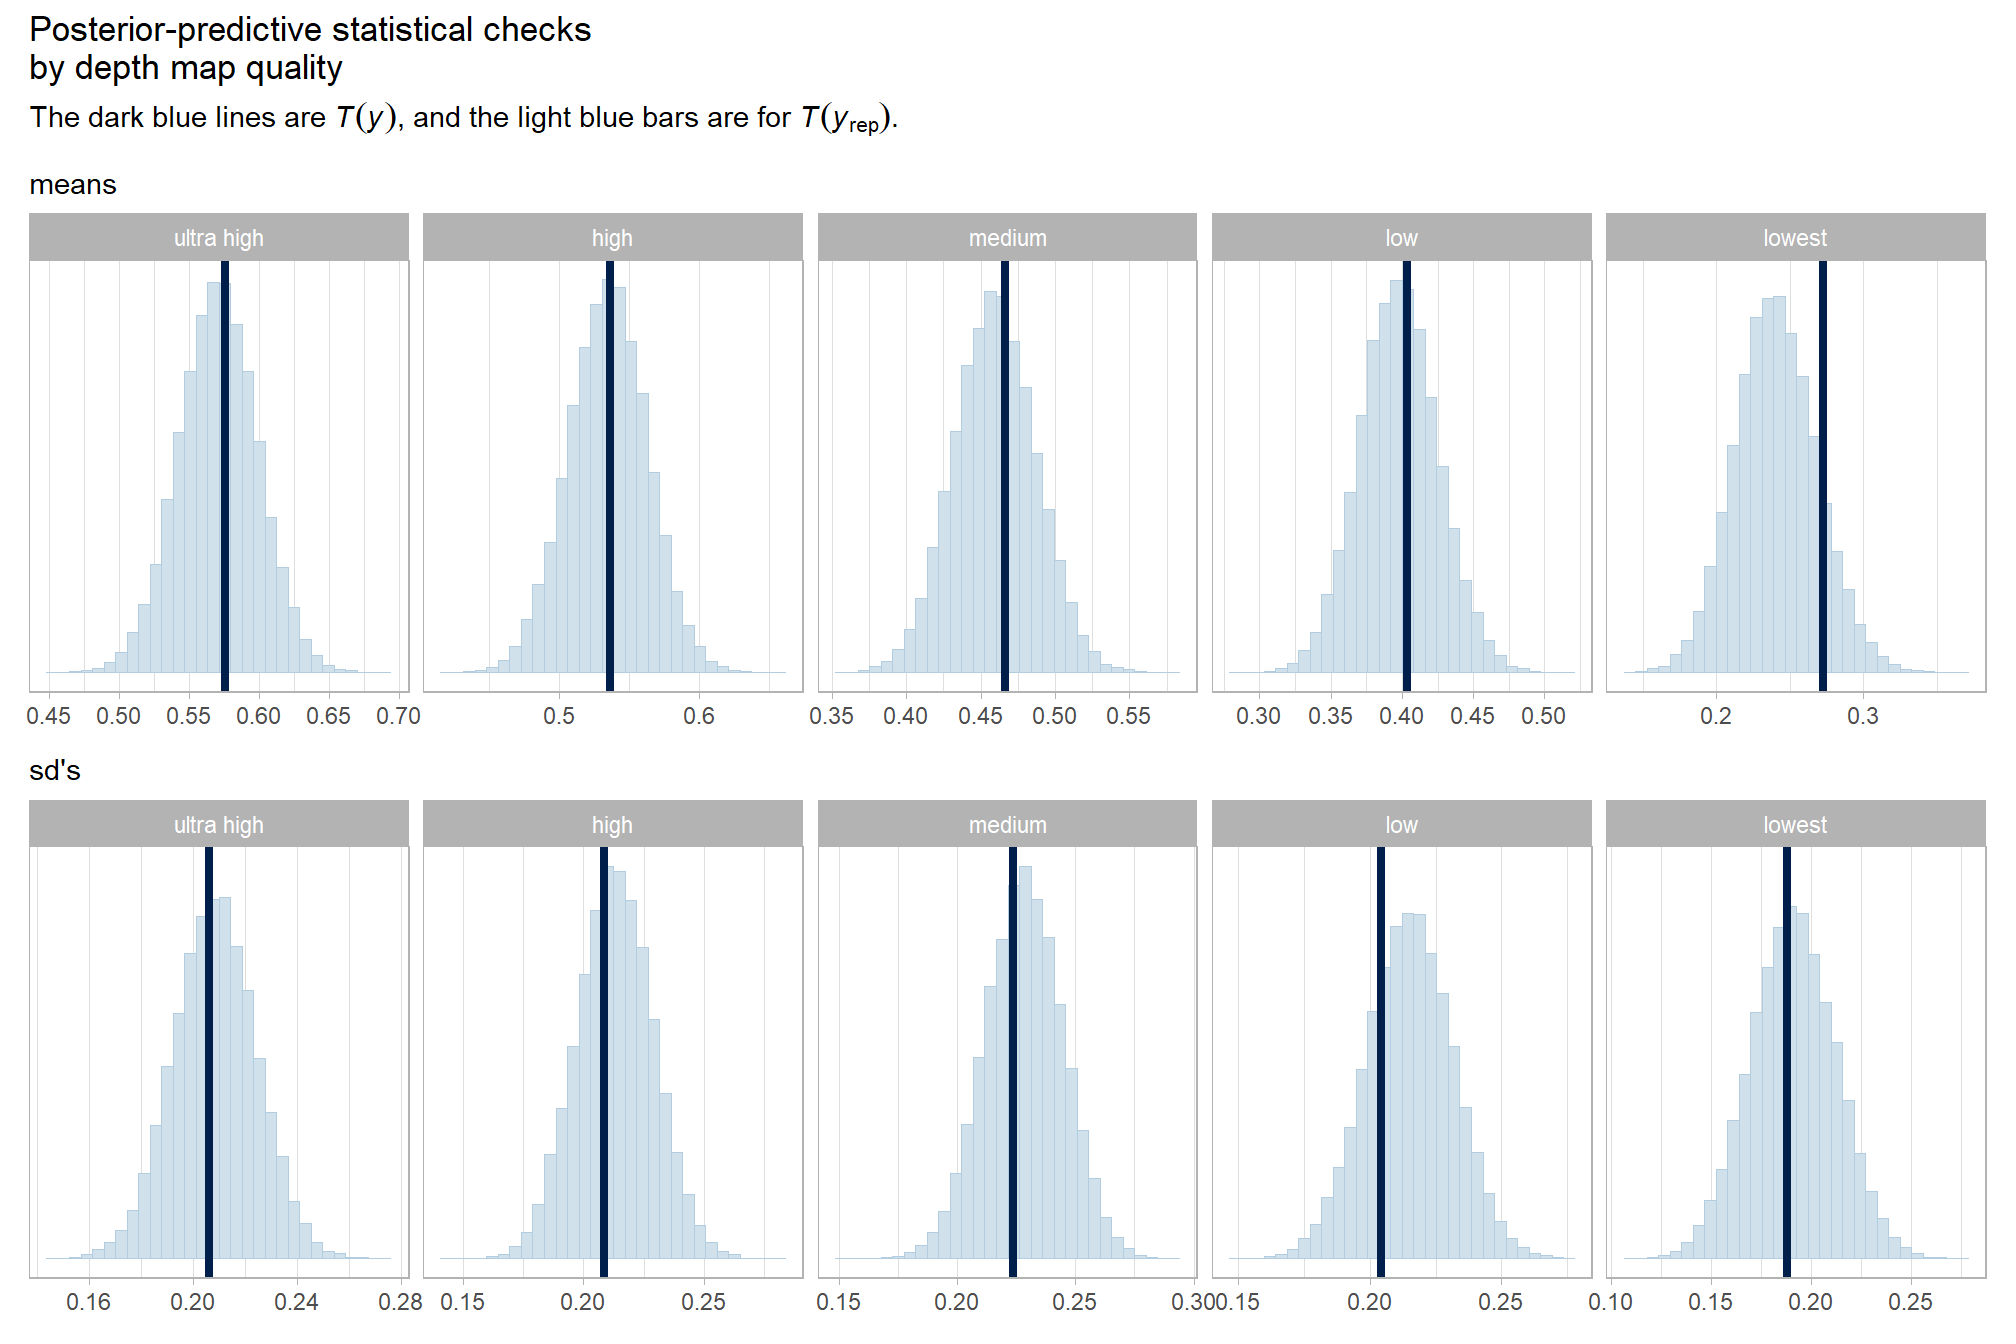 Posterior-predictive statistical checks
by depth map quality
The dark blue lines are T(y), and the light blue bars are for T(y_rep).
means
ultra high high medium low lowest
0.45 0.50 0.55 0.60 0.65 0.70 0.5 0.6 0.35 0.40 0.45 0.50 0.55 0.30 0.35 0.40 0.45 0.50 0.2 0.3
sd's
ultra high high medium low lowest
0.16 0.20 0.24 0.28 0.15 0.20 0.25 0.15 0.20 0.25 0.30 0.15 0.20 0.25 0.10 0.15 0.20 0.25